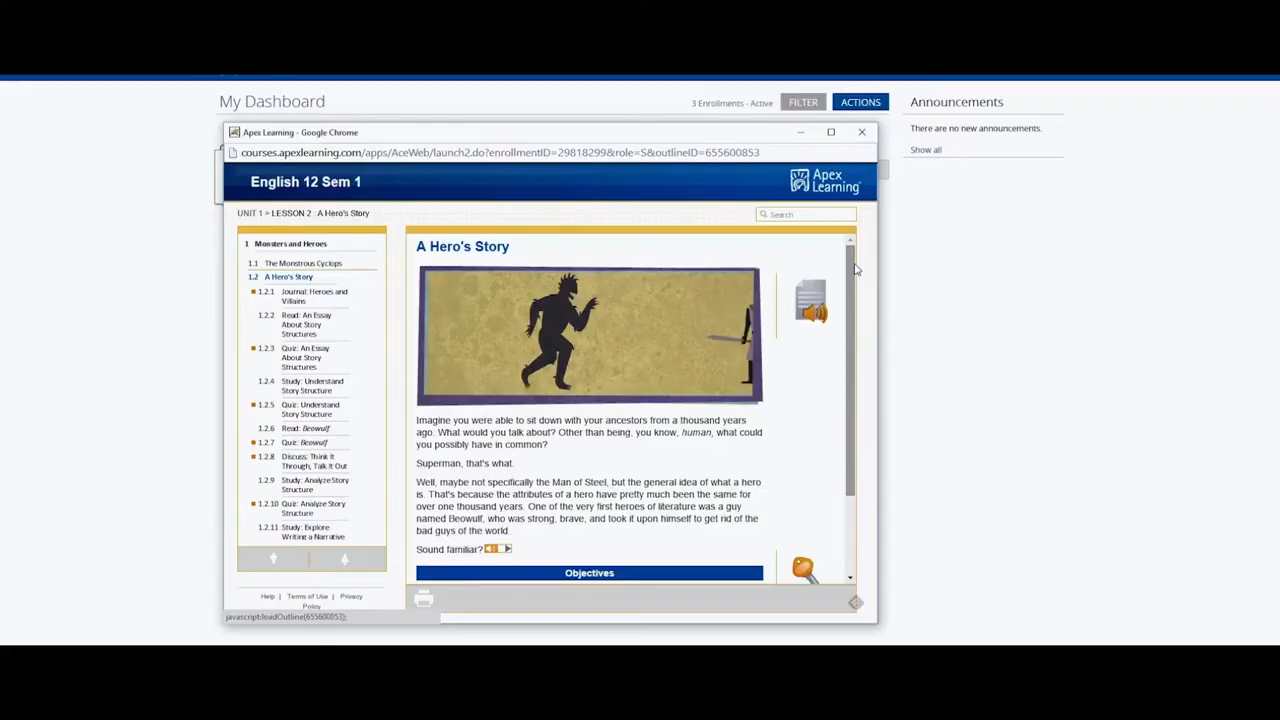 My Dashboard
3 Enrollments - Active
FILTER
ACTIONS
Announcements
There are no new announcements.
Show all
Apex Learning - Google Chrome
courses.apexlearning.com/apps/AceWeb/launch2.do?enrollmentID=29818299&role=S&outlineID=655600853
English 12 Sem 1
Apex
Learning
UNIT 1 > LESSON 2 : A Hero's Story
Search
1 Monsters and Heroes
1.1 The Monstrous Cyclops
1.2 A Hero's Story
1.2.1 Journal: Heroes and
Villains
1.2.2 Read: An Essay
About Story
Structures
1.2.3 Quiz: An Essay
About Story
Structures
1.2.4 Study: Understand
Story Structure
1.2.5 Quiz: Understand
Story Structure
1.2.6 Read: Beowulf
1.2.7 Quiz: Beowulf
1.2.8 Discuss: Think It
Through, Talk It Out
1.2.9 Study: Analyze Story
Structure
1.2.10 Quiz: Analyze Story
Structure
1.2.11 Study: Explore
Writing a Narrative
Help | Terms of Use | Privacy
Policy
javascript:loadOutline(655600853);
A Hero's Story
Imagine you were able to sit down with your ancestors from a thousand years
ago. What would you talk about? Other than being, you know, human, what could
you possibly have in common?
Superman, that's what.
Well, maybe not specifically the Man of Steel, but the general idea of what a hero
is. That's because the attributes of a hero have pretty much been the same for
over one thousand years. One of the very first heroes of literature was a guy
named Beowulf, who was strong, brave, and took it upon himself to get rid of the
bad guys of the world.
Sound familiar?
Objectives